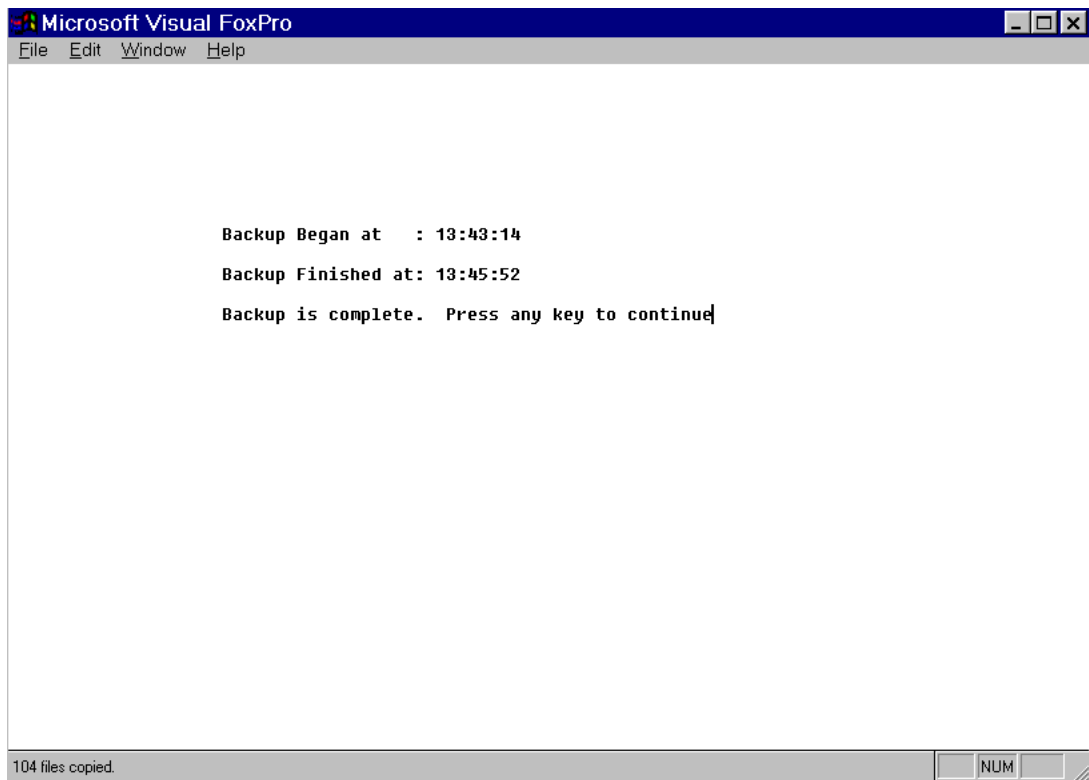 Microsoft Visual FoxPro
File Edit Window Help
Backup Began at   : 13:43:14
Backup Finished at: 13:45:52
Backup is complete.  Press any key to continue
104 files copied.
NUM